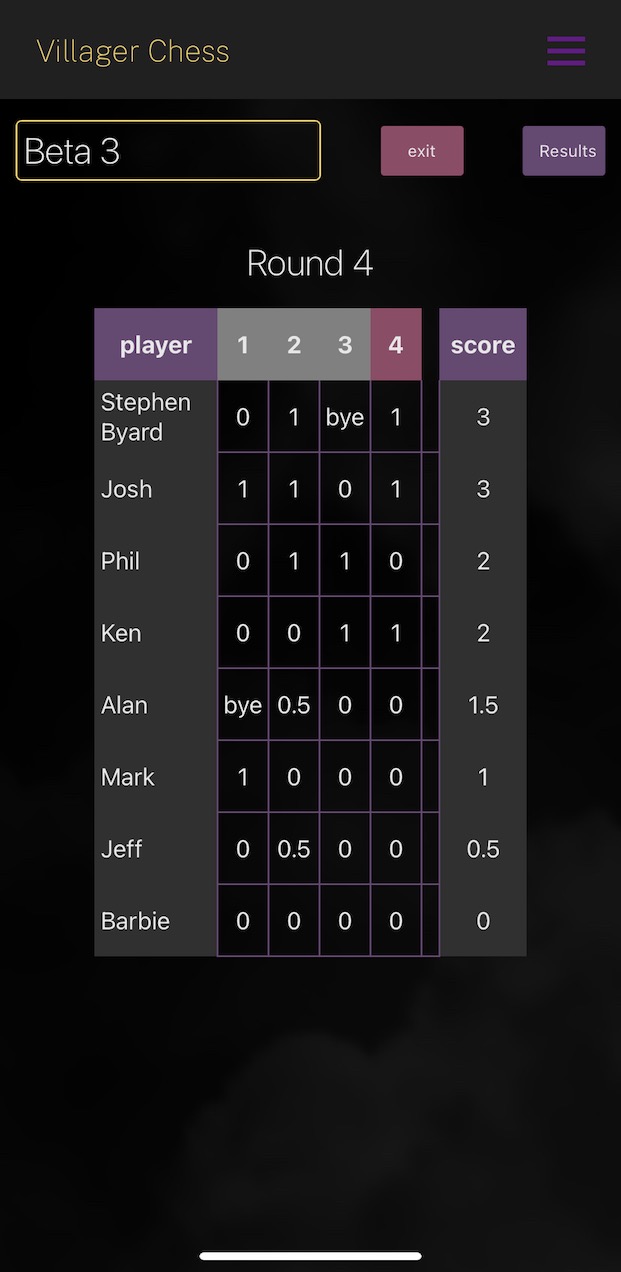 Villager Chess
Beta 3
exit
Results
Round 4
player 1 2 3 4 score
Stephen
Byard 0 1 bye 1 3
Josh 1 1 0 1 3
Phil 0 1 1 0 2
Ken 0 0 1 1 2
Alan bye 0.5 0 0 1.5
Mark 1 0 0 0 1
Jeff 0 0.5 0 0 0.5
Barbie 0 0 0 0 0